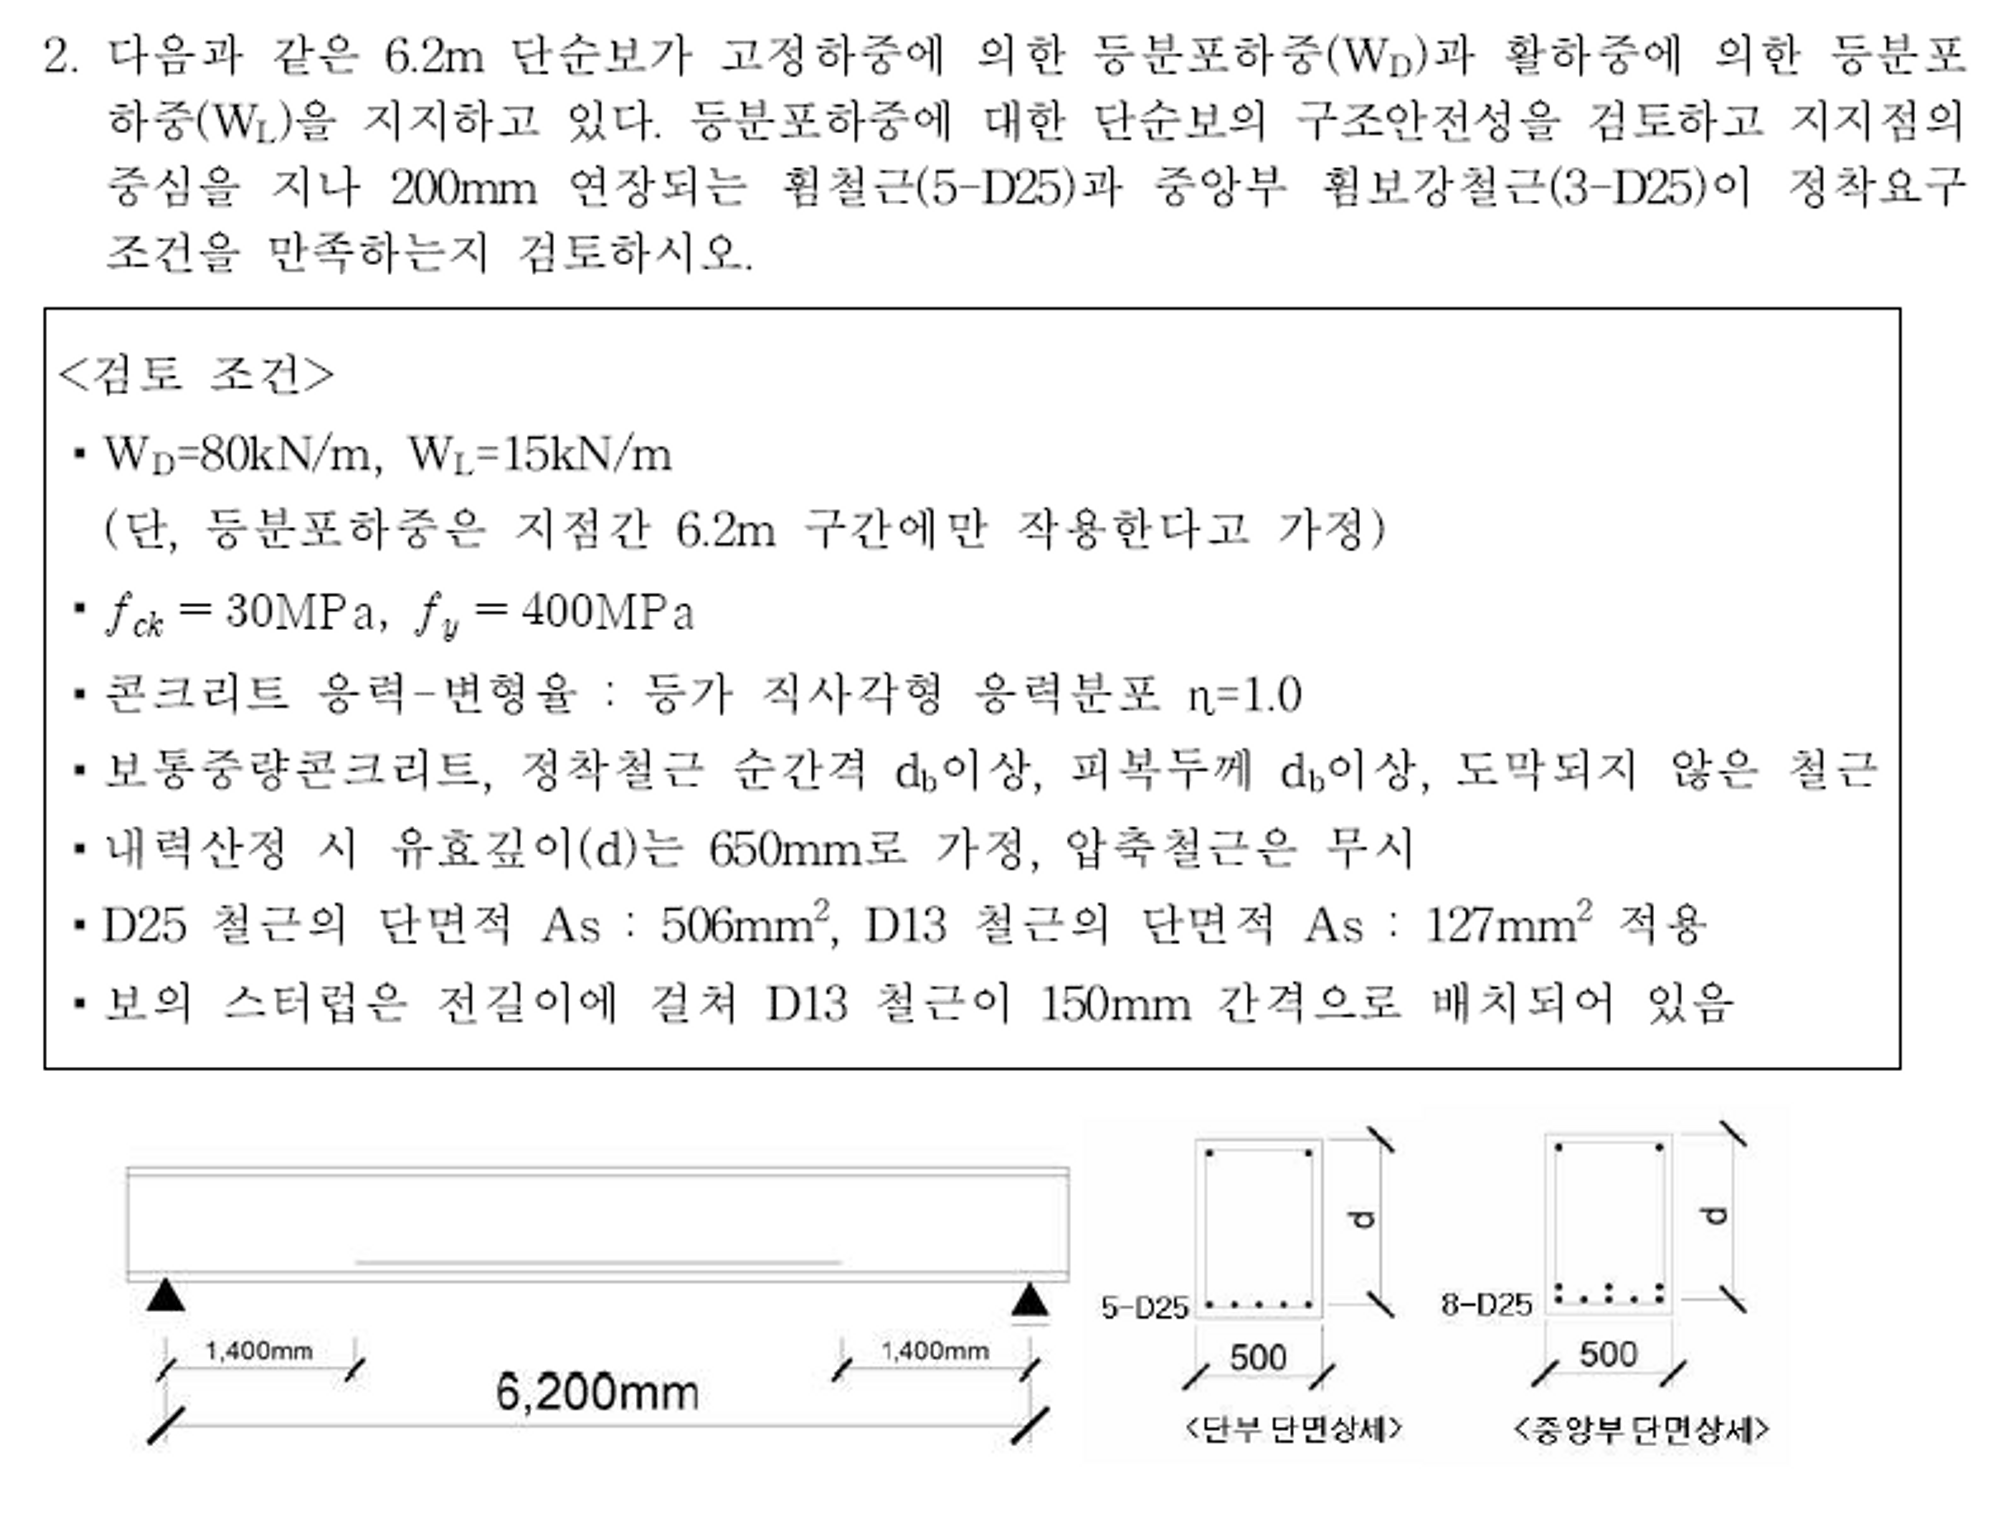 2. 다음과 같은 6.2m 단순보가 고정하중에 의한 등분포하중(W_D)과 활하중에 의한 등분포
하중(W_L)을 지지하고 있다. 등분포하중에 대한 단순보의 구조안전성을 검토하고 지지점의
중심을 지나 200mm 연장되는 휨철근(5-D25)과 중앙부 휨보강철근(3-D25)이 정착요구
조건을 만족하는지 검토하시오.
<검토 조건>
▪ W_D=80kN/m, W_L=15kN/m
(단, 등분포하중은 지점간 6.2m 구간에만 작용한다고 가정)
▪ f_ck = 30MPa, f_y = 400MPa
▪ 콘크리트 응력-변형율 : 등가 직사각형 응력분포 η=1.0
▪ 보통중량콘크리트, 정착철근 순간격 d_b이상, 피복두께 d_b이상, 도막되지 않은 철근
▪ 내력산정 시 유효깊이(d)는 650mm로 가정, 압축철근은 무시
▪ D25 철근의 단면적 As : 506mm², D13 철근의 단면적 As : 127mm² 적용
▪ 보의 스터럽은 전길이에 걸쳐 D13 철근이 150mm 간격으로 배치되어 있음
1,400mm
1,400mm
6,200mm
5-D25
d
500
<단부 단면상세>
8-D25
d
500
<중앙부 단면상세>